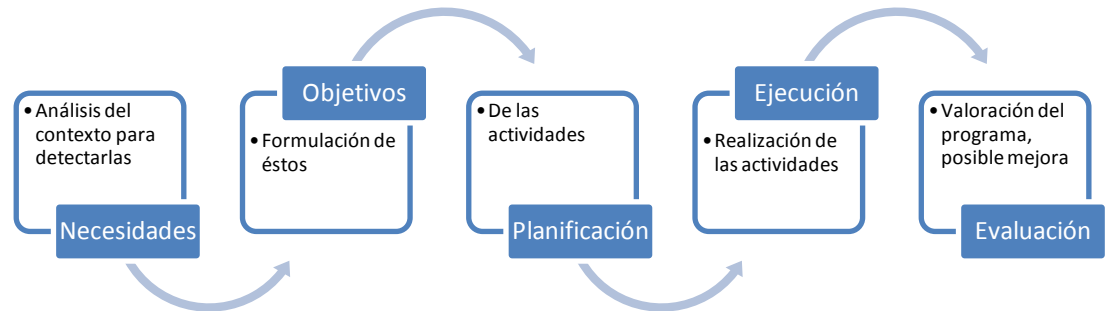 • Análisis del
contexto para
detectarlas
Necesidades
Objetivos
• Formulación de
éstos
• De las
actividades
Planificación
Ejecución
• Realización de
las actividades
• Valoración del
programa,
posible mejora
Evaluación